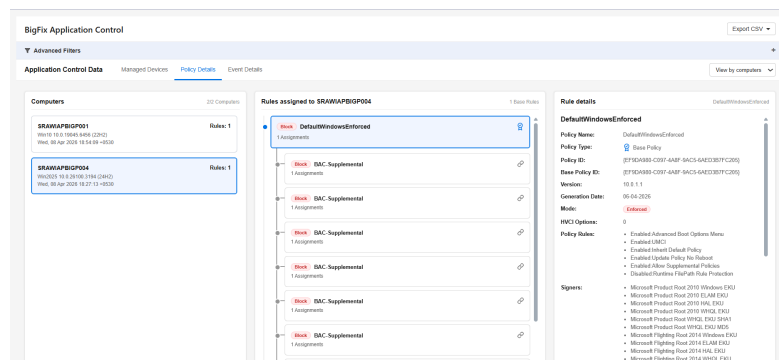 BigFix Application Control
Export CSV
Advanced Filters
+
Application Control Data
Managed Devices
Policy Details
Event Details
View by computers
Computers
2/2 Computers
SRAWIAPBIGP001
Rules: 1
Win10 10.0.19045.6456 (22H2)
Wed, 08 Apr 2026 18:54:09 +0530
SRAWIAPBIGP004
Rules: 1
Win2025 10.0.26100.3194 (24H2)
Wed, 08 Apr 2026 18:27:13 +0530
Rules assigned to SRAWIAPBIGP004
1 Base Rules
Block DefaultWindowsEnforced
1 Assignments
Block BAC-Supplemental
1 Assignments
Block BAC-Supplemental
1 Assignments
Block BAC-Supplemental
1 Assignments
Block BAC-Supplemental
1 Assignments
Block BAC-Supplemental
1 Assignments
Block BAC-Supplemental
1 Assignments
Rule details
DefaultWindowsEnforced
DefaultWindowsEnforced
Policy Name: DefaultWindowsEnforced
Policy Type: Base Policy
Policy ID: {EF9DA980-C097-4A8F-9AC5-6AED3B7FC205}
Base Policy ID: {EF9DA980-C097-4A8F-9AC5-6AED3B7FC205}
Version: 10.0.1.1
Generation Date: 06-04-2026
Mode: Enforced
HVCI Options: 0
Policy Rules:
• Enabled:Advanced Boot Options Menu
• Enabled:UMCI
• Enabled:Inherit Default Policy
• Enabled:Update Policy No Reboot
• Enabled:Allow Supplemental Policies
• Disabled:Runtime FilePath Rule Protection
Signers:
• Microsoft Product Root 2010 Windows EKU
• Microsoft Product Root 2010 ELAM EKU
• Microsoft Product Root 2010 HAL EKU
• Microsoft Product Root 2010 WHQL EKU
• Microsoft Product Root WHQL EKU SHA1
• Microsoft Product Root WHQL EKU MD5
• Microsoft Flighting Root 2014 Windows EKU
• Microsoft Flighting Root 2014 ELAM EKU
• Microsoft Flighting Root 2014 HAL EKU
• Microsoft Flighting Root 2014 WHQL EKU